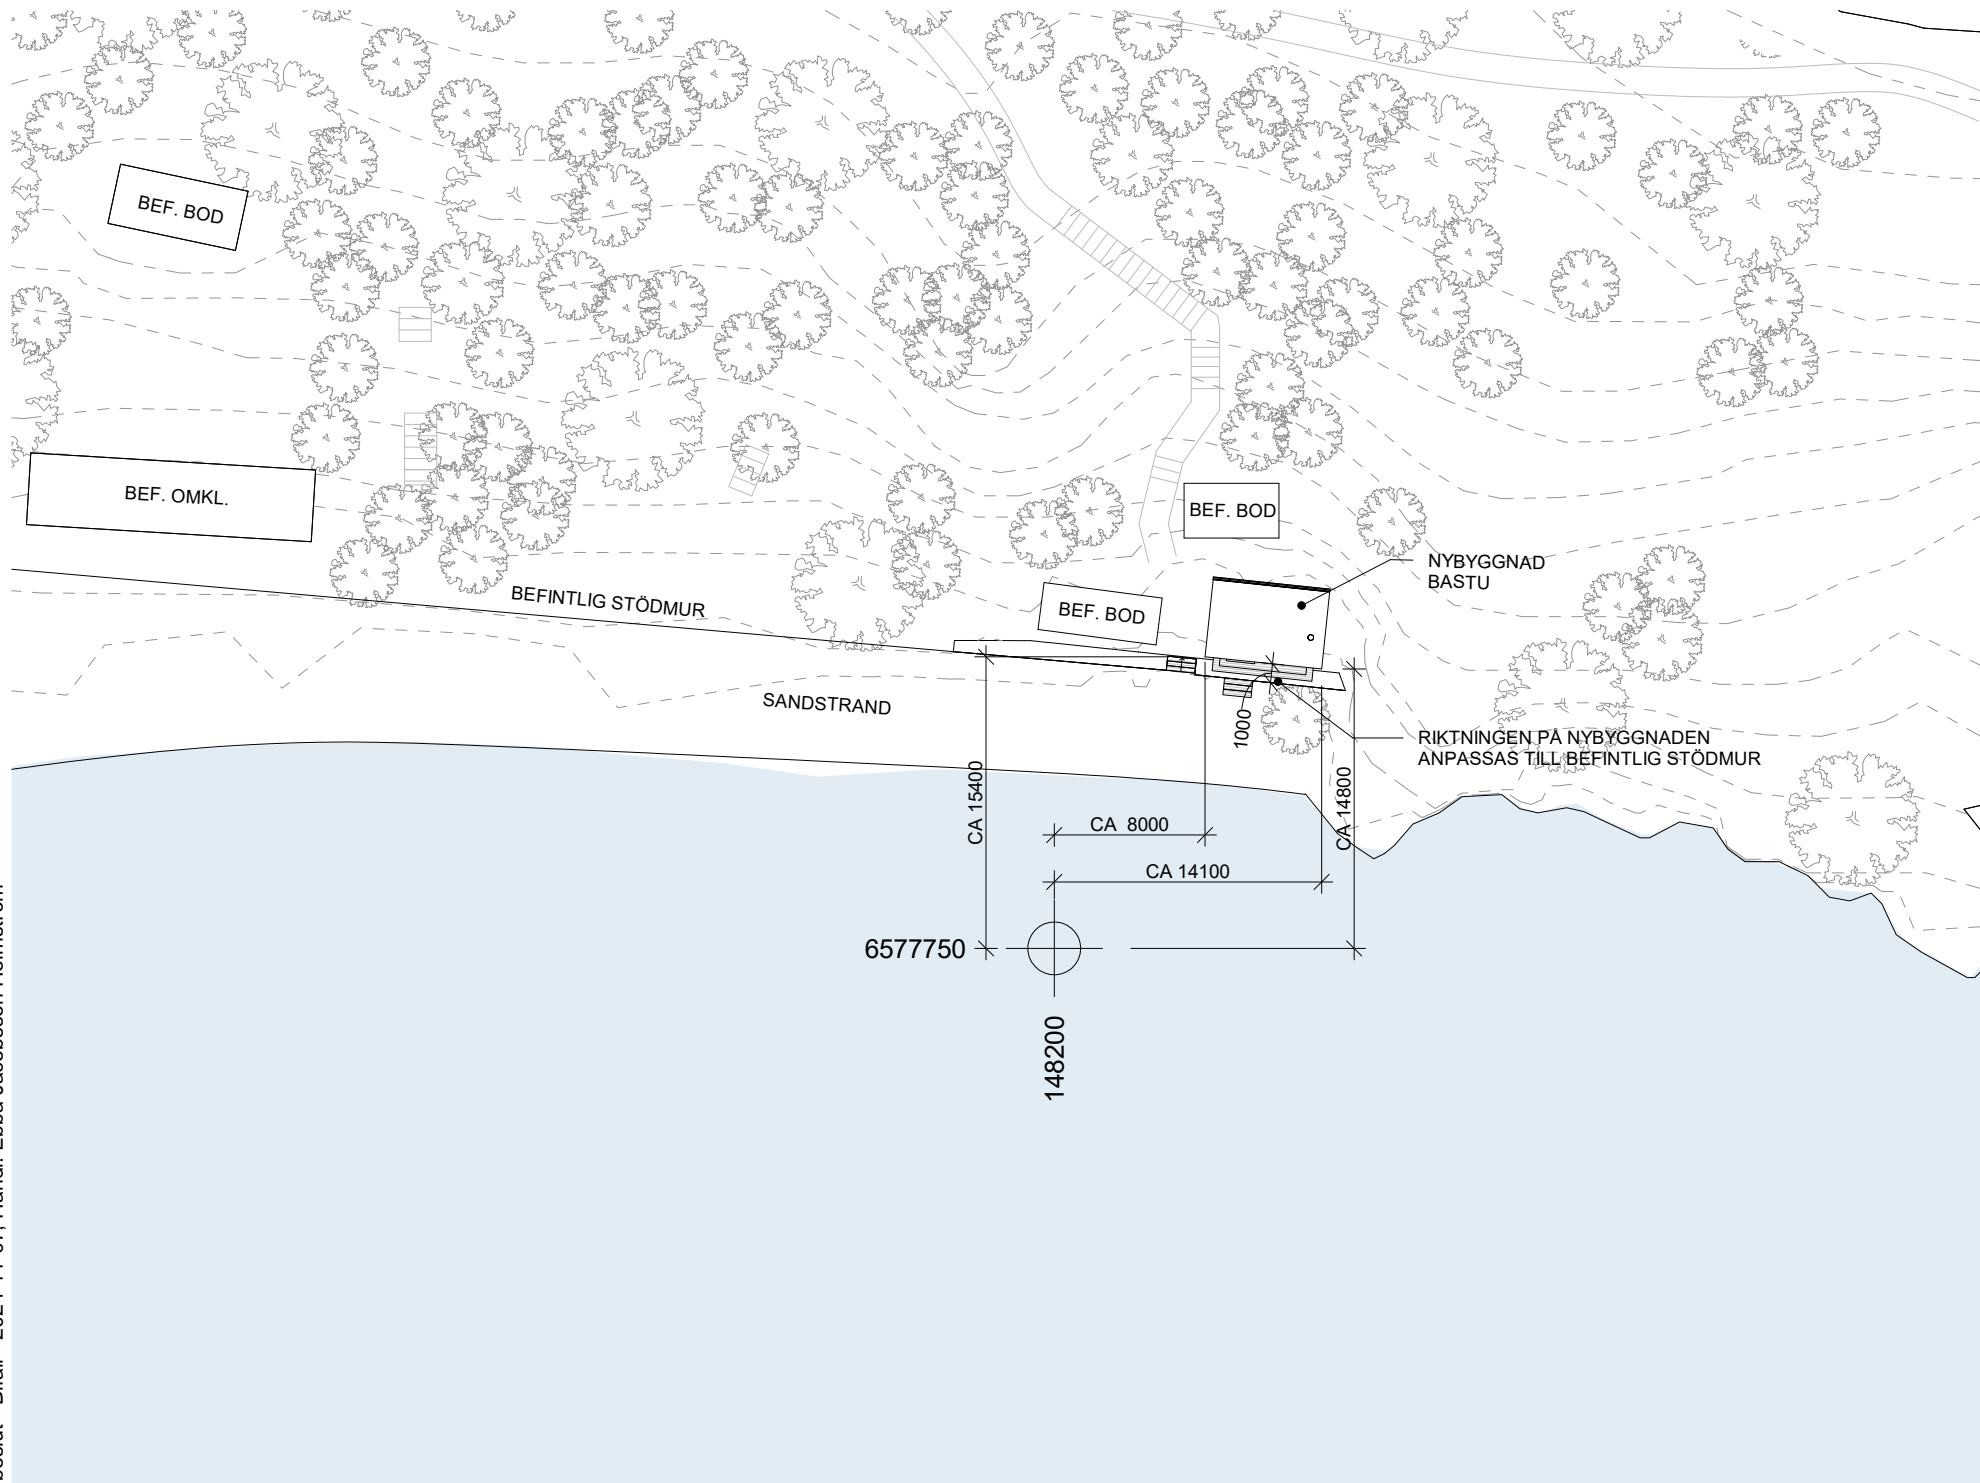 BEF. BOD
BEF. OMKL.
BEF. BOD
NYBYGGNAD
BASTU
BEFINTLIG STÖDMUR
BEF. BOD
SANDSTRAND
1000
RIKTNINGEN PÅ NYBYGGNADEN
ANPASSAS TILL BEFINTLIG STÖDMUR
CA 15400
CA 14800
CA 8000
CA 14100
6577750
148200